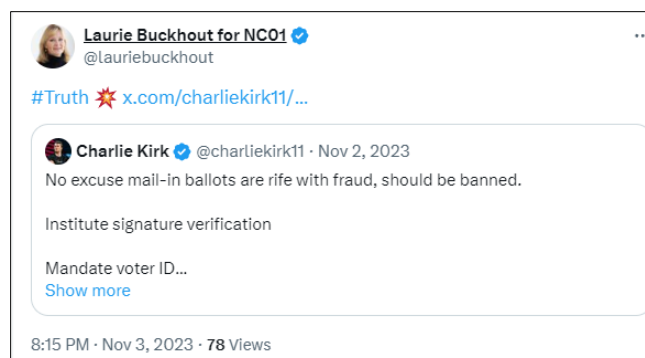 Laurie Buckhout for NC01
@lauriebuckhout
#Truth 💥 x.com/charliekirk11/...
Charlie Kirk @charliekirk11 · Nov 2, 2023
No excuse mail-in ballots are rife with fraud, should be banned.
Institute signature verification
Mandate voter ID...
Show more
8:15 PM · Nov 3, 2023 · 78 Views